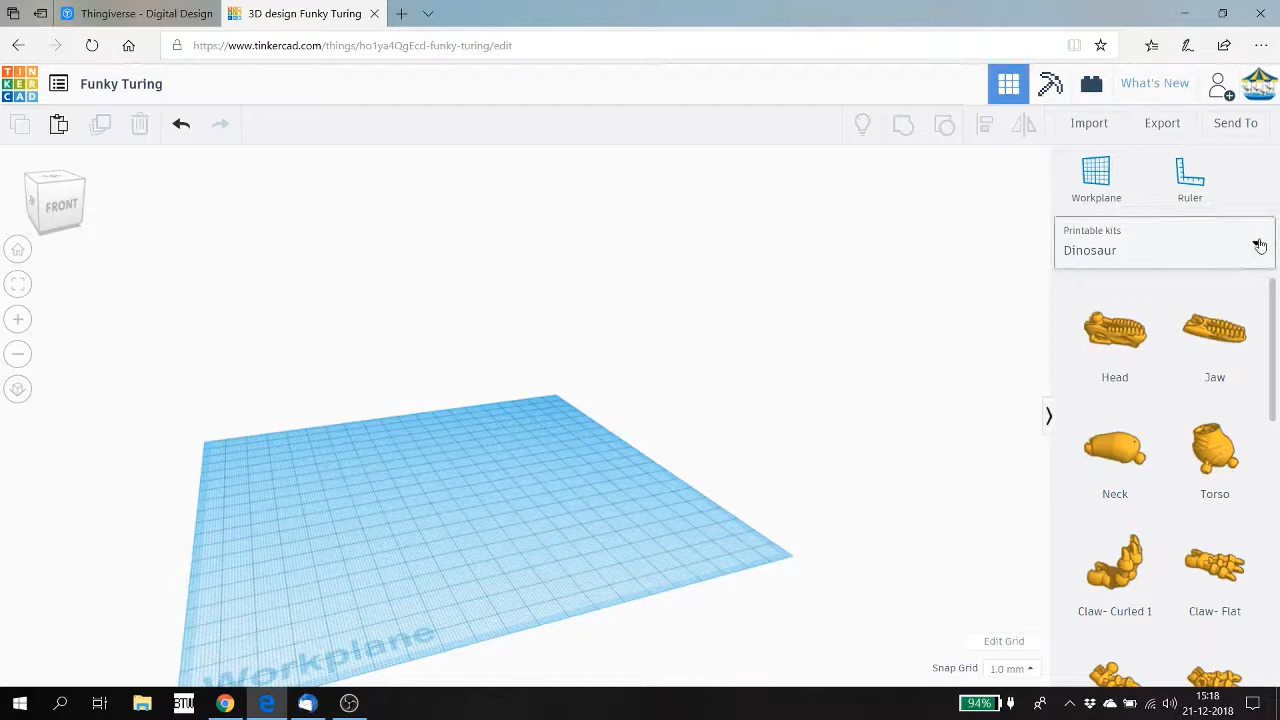 Thingiverse - Digital Design
3D design Funky Turing
https://www.tinkercad.com/things/ho1ya4QgEcd-funky-turing/edit
TIN
KER
CAD
Funky Turing
What's New
Import
Export
Send To
FRONT
Workplane
Ruler
Printable kits
Dinosaur
Head
Jaw
Neck
Torso
Claw- Curled 1
Claw- Flat
plane
Edit Grid
Snap Grid
1.0 mm
BTW
94%
15:18
21-12-2018